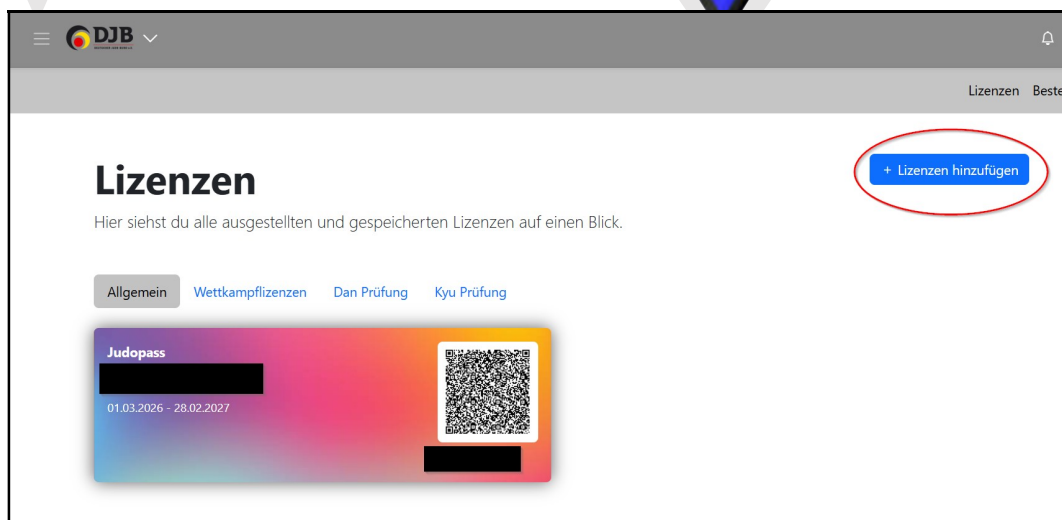 DJB
Lizenzen
+ Lizenzen hinzufügen
Lizenzen
Hier siehst du alle ausgestellten und gespeicherten Lizenzen auf einen Blick.
Allgemein Wettkampflizenzen Dan Prüfung Kyu Prüfung
Judopass
01.03.2026 - 28.02.2027